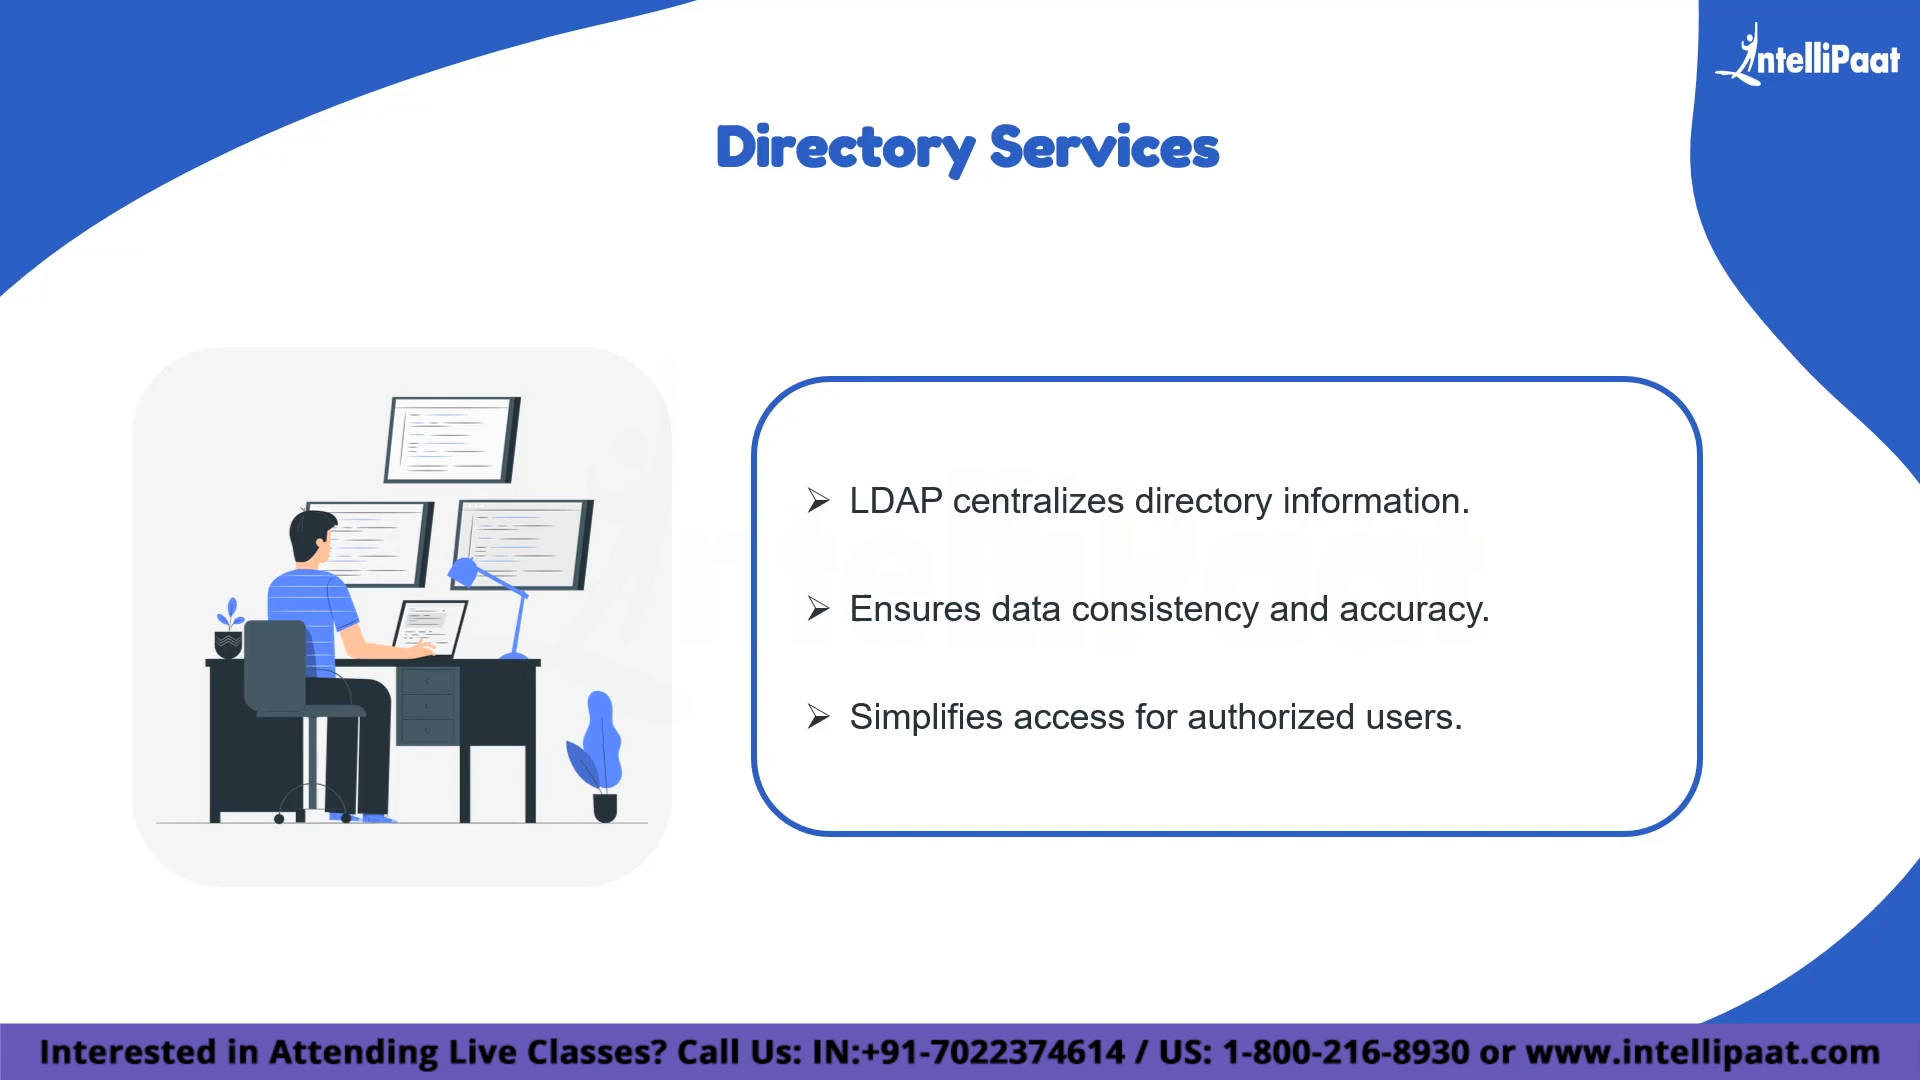 IntelliPaat
Directory Services
➢ LDAP centralizes directory information.
➢ Ensures data consistency and accuracy.
➢ Simplifies access for authorized users.
Interested in Attending Live Classes? Call Us: IN:+91-7022374614 / US: 1-800-216-8930 or www.intellipaat.com